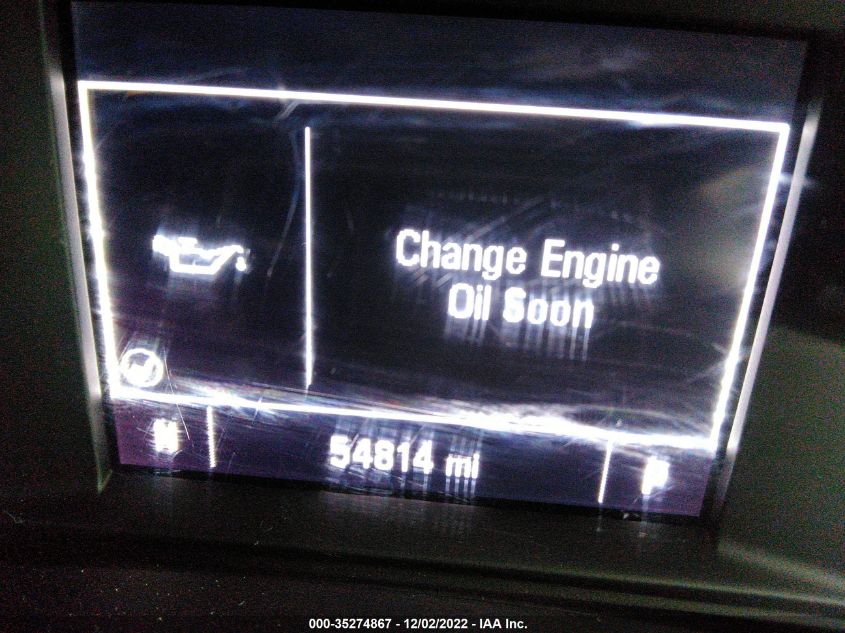 Change Engine
Oil Soon
54814 mi
000-35274867 - 12/02/2022 - IAA Inc.